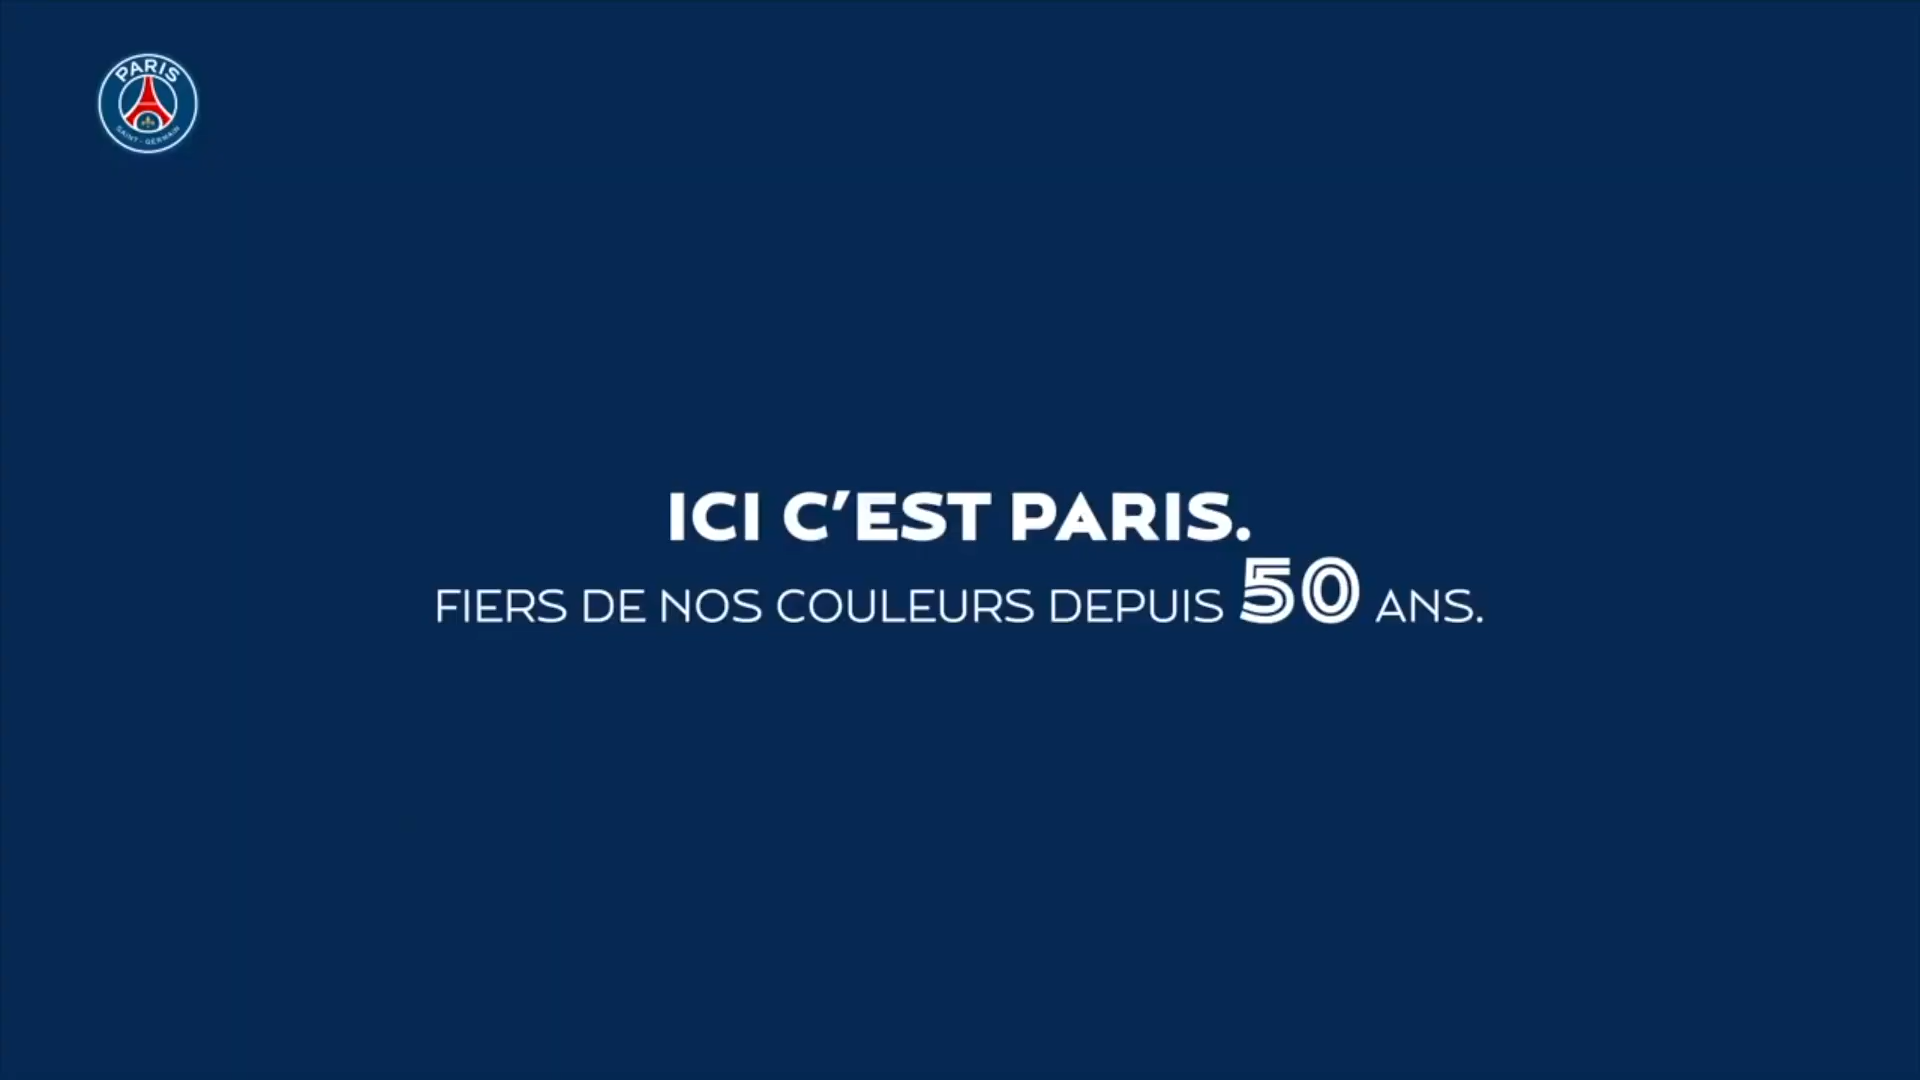 PARIS
SAINT-GERMAIN
ICI C’EST PARIS.
FIERS DE NOS COULEURS DEPUIS 50 ANS.